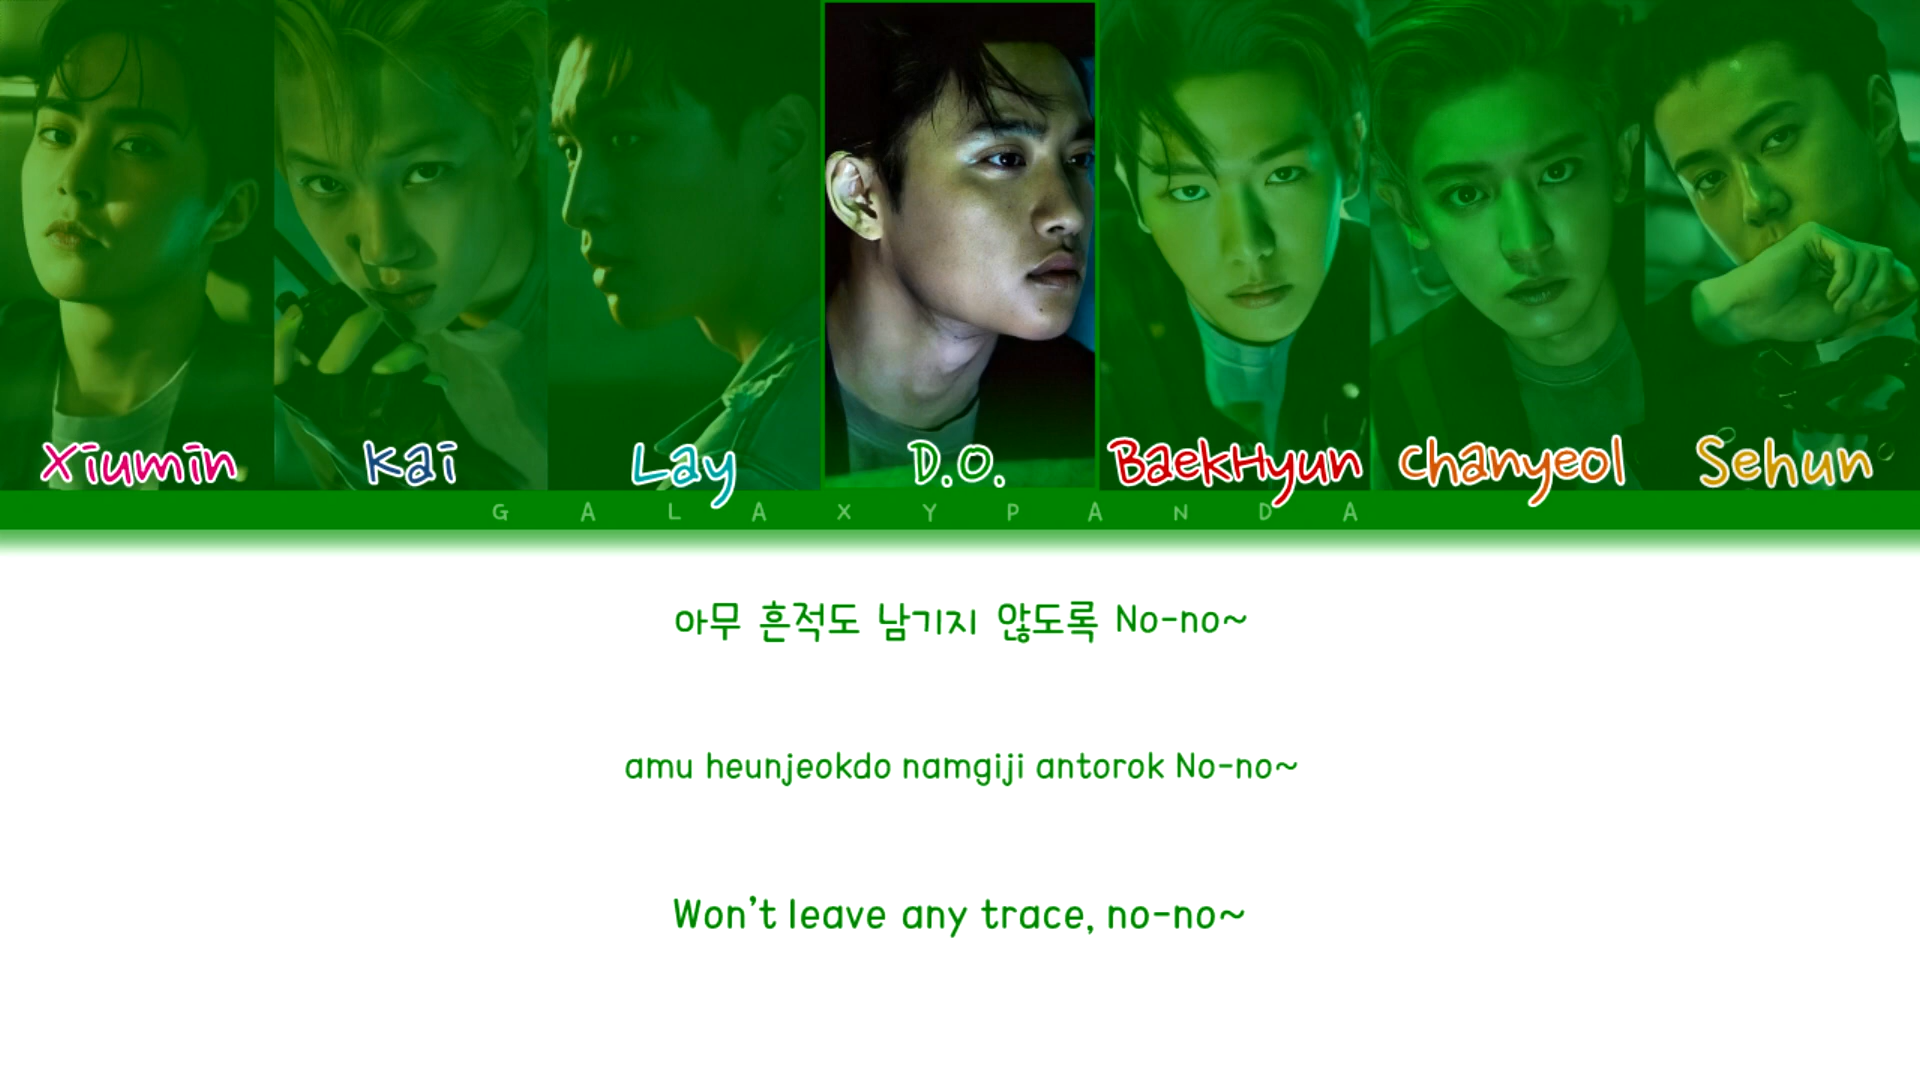 Xiumin Kai Lay D.O. BaekHyun Chanyeol Sehun
GALAXYPANDA
아무 흔적도 남기지 않도록 No-no~
amu heunjeokdo namgiji antorok No-no~
Won't leave any trace, no-no~